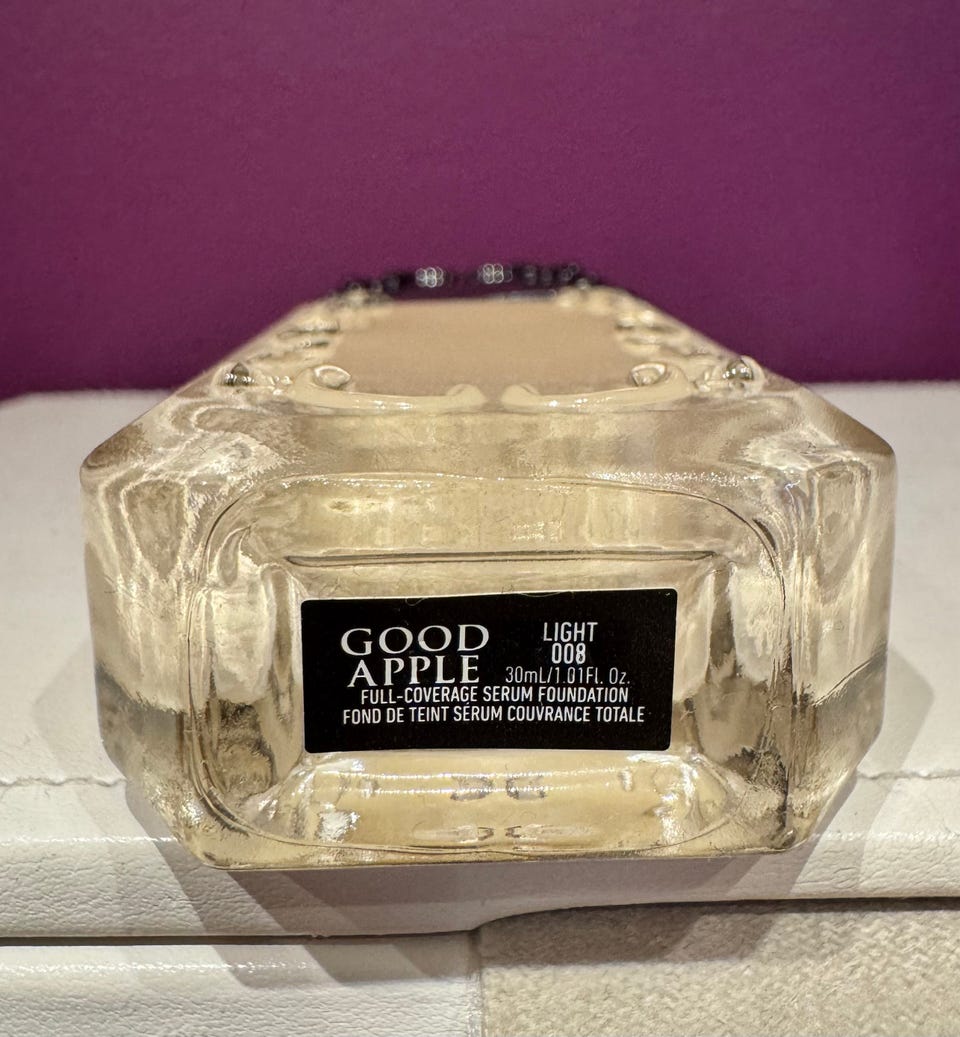 GOOD
APPLE
LIGHT
008
30mL/1.01Fl. Oz.
FULL-COVERAGE SERUM FOUNDATION
FOND DE TEINT SÉRUM COUVRANCE TOTALE